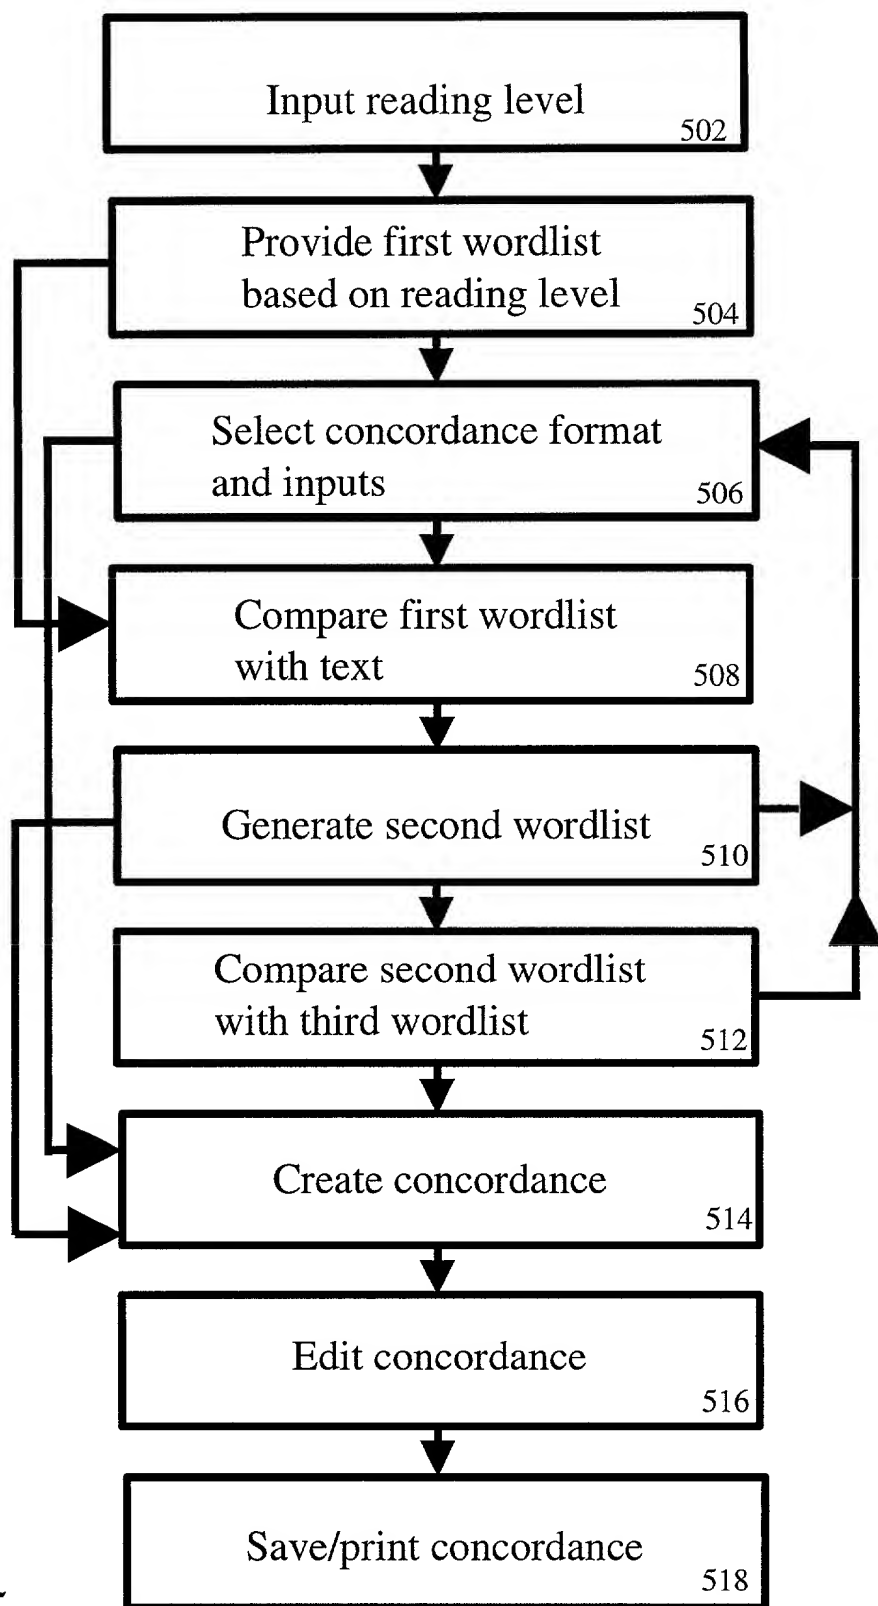 Input reading level
502
Provide first wordlist
based on reading level
504
Select concordance format
and inputs
506
Compare first wordlist
with text
508
Generate second wordlist
510
Compare second wordlist
with third wordlist
512
Create concordance
514
Edit concordance
516
Save/print concordance
518